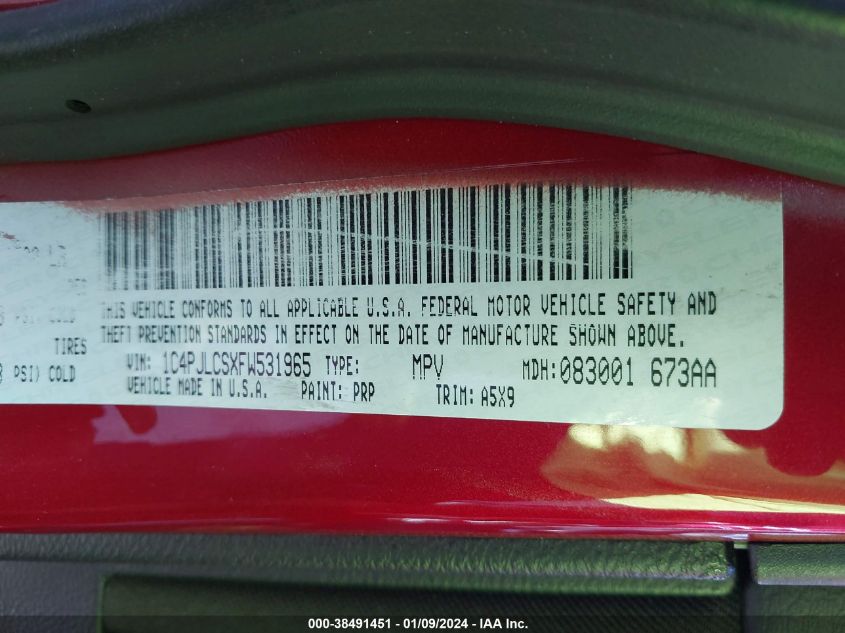 PSI COLD
THIS VEHICLE CONFORMS TO ALL APPLICABLE U.S.A. FEDERAL MOTOR VEHICLE SAFETY AND
THEFT PREVENTION STANDARDS IN EFFECT ON THE DATE OF MANUFACTURE SHOWN ABOVE.
TIRES
PSI) COLD
VIN: 1C4PJLCSXFW531965 TYPE: MPV MDH:083001 673AA
VEHICLE MADE IN U.S.A. PAINT: PRP TRIM: A5X9
000-38491451 - 01/09/2024 - IAA Inc.